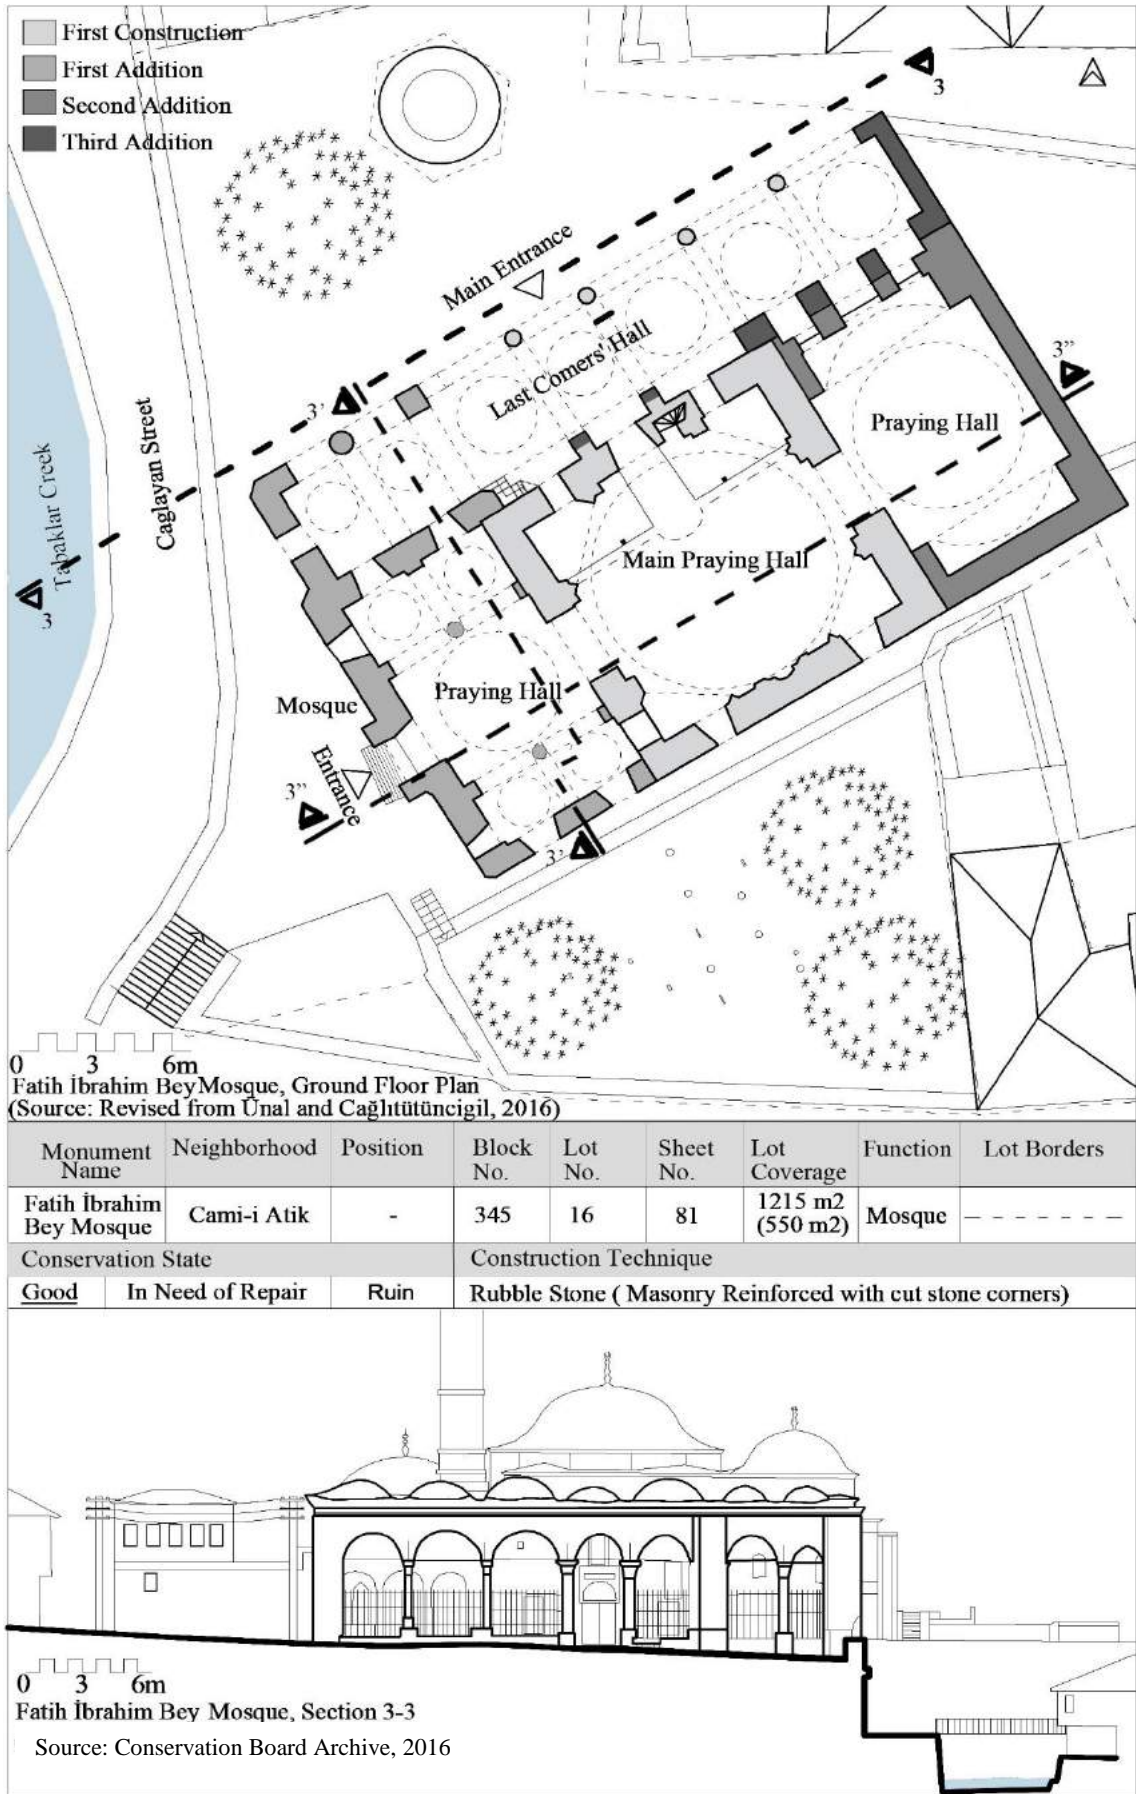 First Construction
First Addition
Second Addition
Third Addition
3
Main Entrance
3'
Last Comers' Hall
3”
Praying Hall
Caglayan Street
Tabaklar Creek
3
Main Praying Hall
Praying Hall
Mosque
Entrance
3”
3'
0 3 6m
Fatih İbrahim Bey Mosque, Ground Floor Plan
(Source: Revised from Ünal and Cağlıtütüncigil, 2016)
Monument Name Neighborhood Position Block No. Lot No. Sheet No. Lot Coverage Function Lot Borders
Fatih İbrahim Bey Mosque Cami-i Atik - 345 16 81 1215 m2 (550 m2) Mosque
Conservation State Construction Technique
Good In Need of Repair Ruin Rubble Stone ( Masonry Reinforced with cut stone corners)
0 3 6m
Fatih İbrahim Bey Mosque, Section 3-3
Source: Conservation Board Archive, 2016